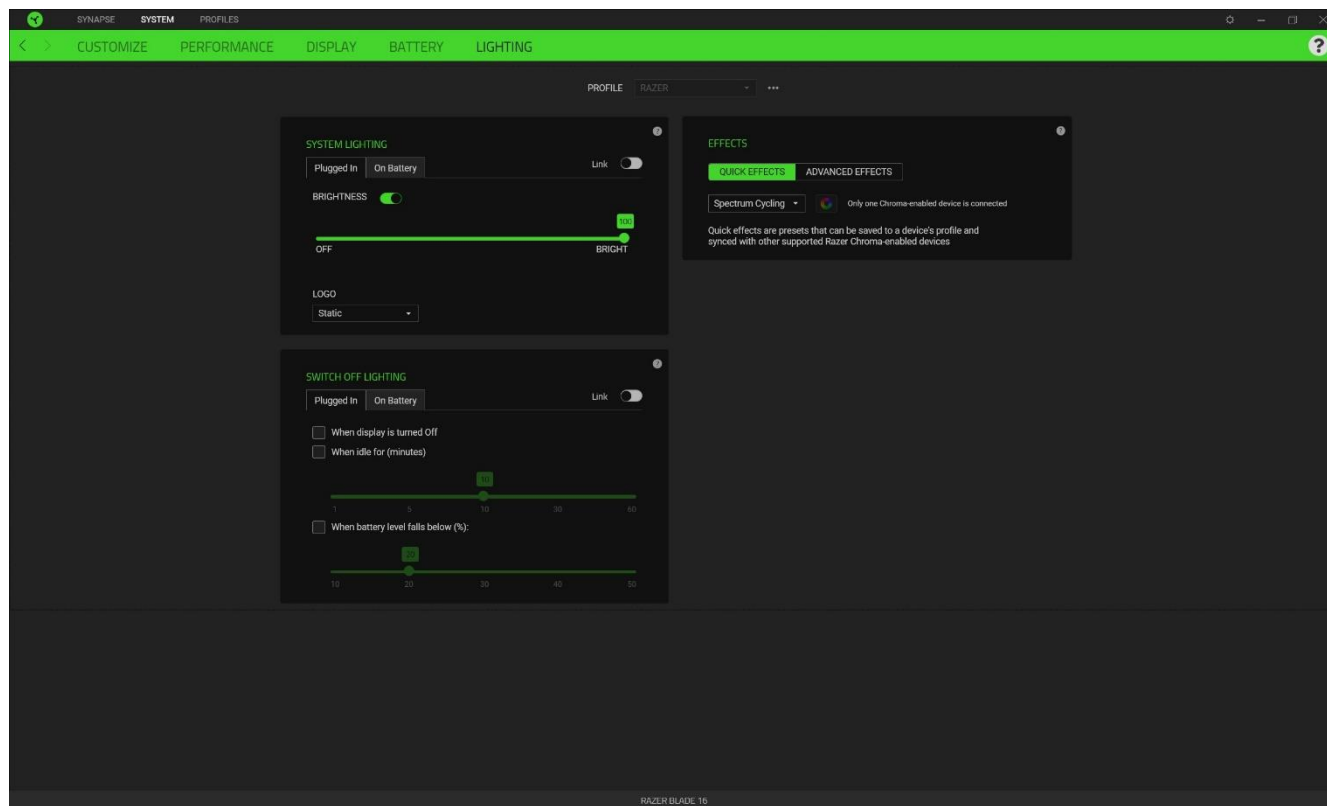 SYNAPSE SYSTEM PROFILES
CUSTOMIZE PERFORMANCE DISPLAY BATTERY LIGHTING
?
PROFILE RAZER
SYSTEM LIGHTING
Plugged In On Battery Link
BRIGHTNESS
100
OFF BRIGHT
LOGO
Static
EFFECTS
QUICK EFFECTS ADVANCED EFFECTS
Spectrum Cycling Only one Chroma-enabled device is connected
Quick effects are presets that can be saved to a device's profile and
synced with other supported Razer Chroma-enabled devices
SWITCH OFF LIGHTING
Plugged In On Battery Link
When display is turned Off
When idle for (minutes)
10
1 5 10 30 60
When battery level falls below (%):
20
10 20 30 40 50
RAZER BLADE 16